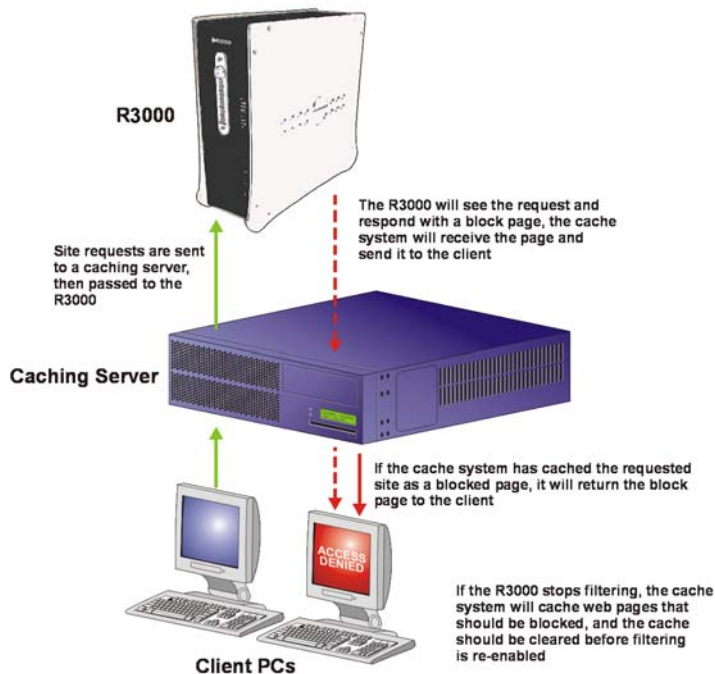 R3000
The R3000 will see the request and
respond with a block page, the cache
system will receive the page and
send it to the client
Site requests are sent
to a caching server,
then passed to the
R3000
Caching Server
If the cache system has cached the requested
site as a blocked page, it will return the block
page to the client
ACCESS
DENIED
If the R3000 stops filtering, the cache
system will cache web pages that
should be blocked, and the cache
should be cleared before filtering
is re-enabled
Client PCs